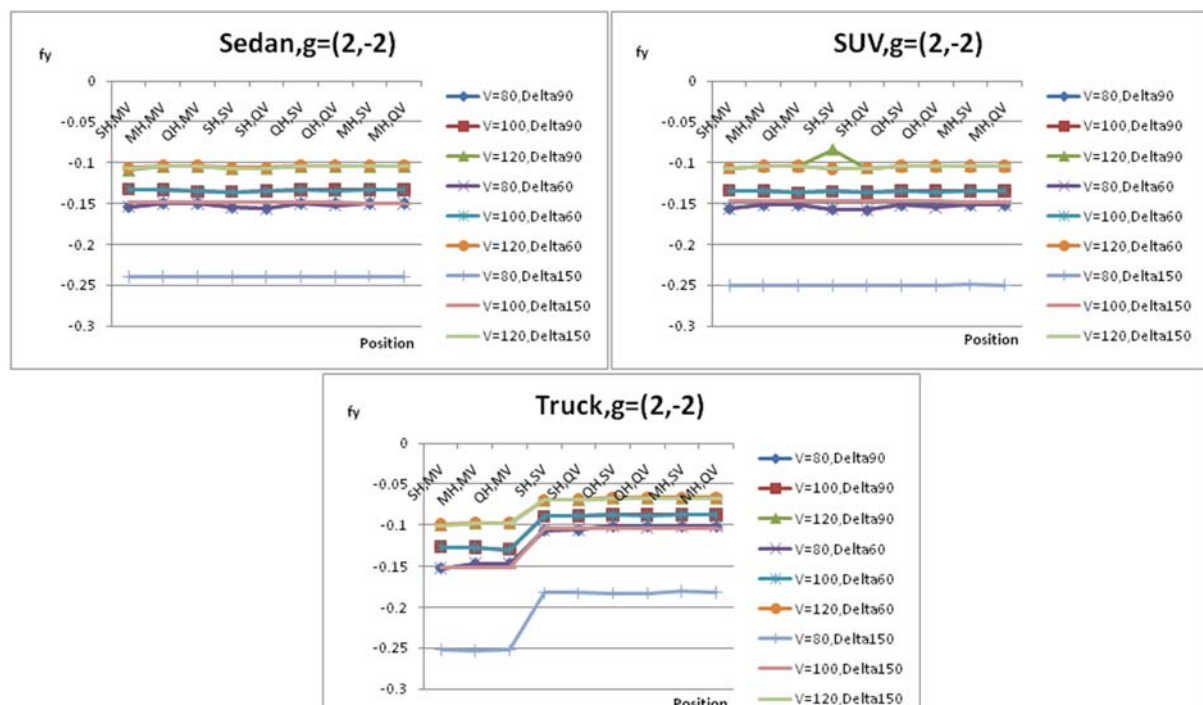 Sedan,g=(2,-2)
fy
0
-0.05
-0.1
-0.15
-0.2
-0.25
-0.3
SH,MV
MH,MV
QH,MV
SH,SV
SH,QV
QH,SV
QH,QV
MH,SV
MH,QV
Position
V=80,Delta90
V=100,Delta90
V=120,Delta90
V=80,Delta60
V=100,Delta60
V=120,Delta60
V=80,Delta150
V=100,Delta150
V=120,Delta150
SUV,g=(2,-2)
fy
0
-0.05
-0.1
-0.15
-0.2
-0.25
-0.3
SH,MV
MH,MV
QH,MV
SH,SV
SH,QV
QH,SV
QH,QV
MH,SV
MH,QV
Position
V=80,Delta90
V=100,Delta90
V=120,Delta90
V=80,Delta60
V=100,Delta60
V=120,Delta60
V=80,Delta150
V=100,Delta150
V=120,Delta150
Truck,g=(2,-2)
fy
0
-0.05
-0.1
-0.15
-0.2
-0.25
-0.3
SH,MV
MH,MV
QH,MV
SH,SV
SH,QV
QH,SV
QH,QV
MH,SV
MH,QV
Position
V=80,Delta90
V=100,Delta90
V=120,Delta90
V=80,Delta60
V=100,Delta60
V=120,Delta60
V=80,Delta150
V=100,Delta150
V=120,Delta150